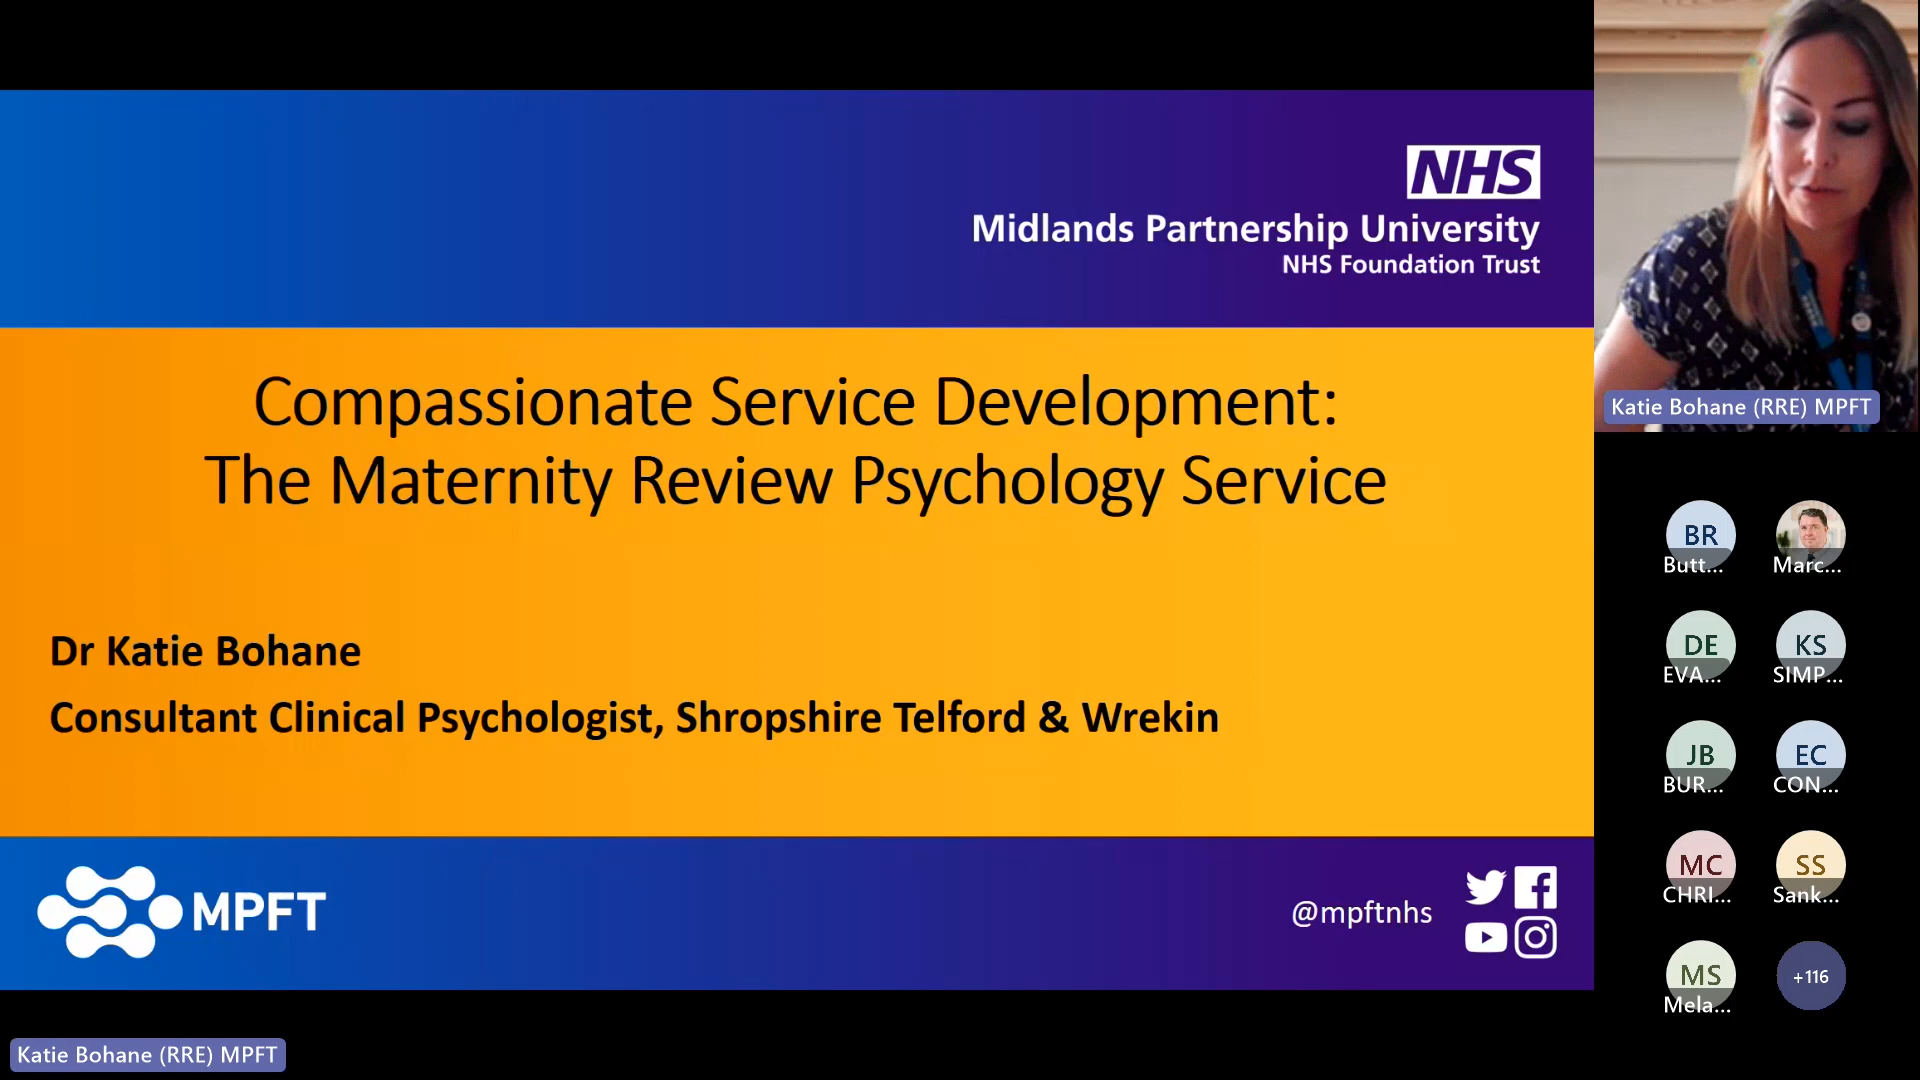 NHS
Midlands Partnership University
NHS Foundation Trust
Compassionate Service Development:
The Maternity Review Psychology Service
Dr Katie Bohane
Consultant Clinical Psychologist, Shropshire Telford & Wrekin
MPFT
@mpftnhs
Katie Bohane (RRE) MPFT
Katie Bohane (RRE) MPFT
BR
Butt...
Marc...
DE
EVA...
KS
SIMP...
JB
BUR...
EC
CON...
MC
CHRI...
SS
Sank...
MS
Mela...
+116